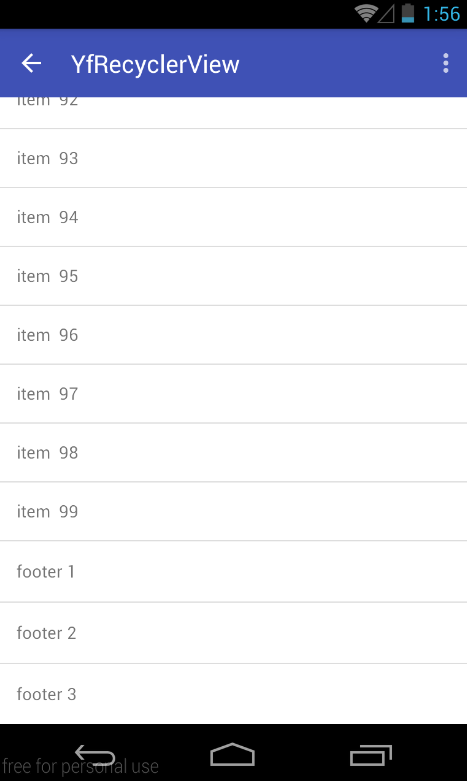 1:56
YfRecyclerView
item 92
item 93
item 94
item 95
item 96
item 97
item 98
item 99
footer 1
footer 2
footer 3
free for personal use